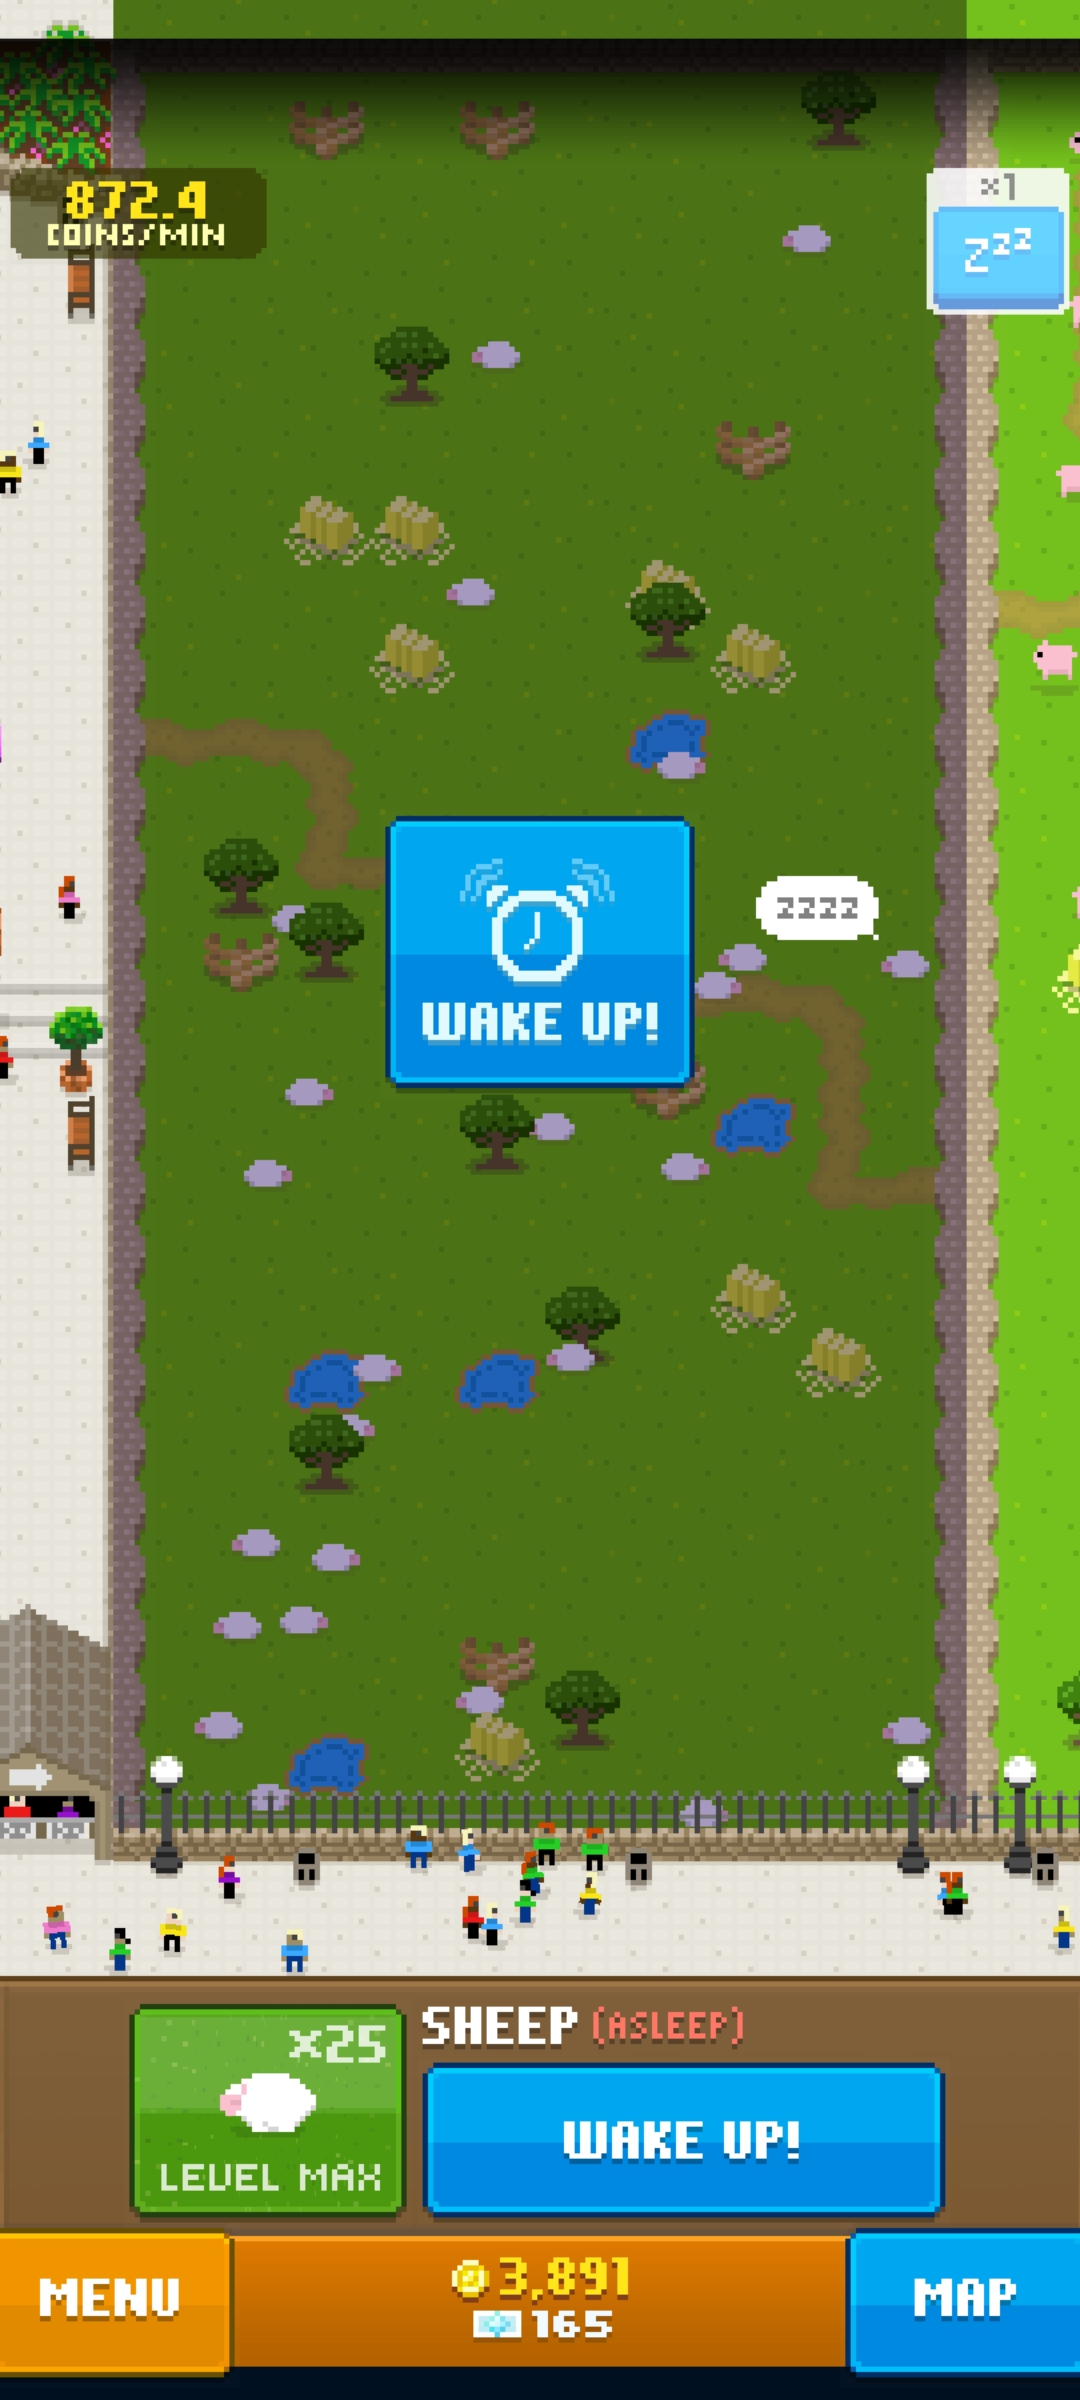 872.4
COINS/MIN
x1
zzz
zzzz
WAKE UP!
x25
LEVEL MAX
SHEEP (ASLEEP)
WAKE UP!
MENU
3,891
165
MAP